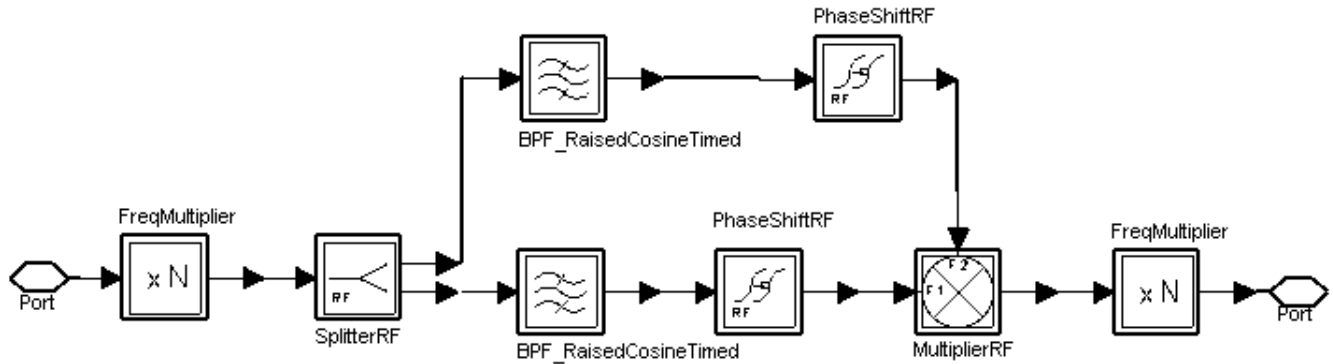 PhaseShiftRF
RF
BPF_RaisedCosineTimed
FreqMultiplier
PhaseShiftRF
FreqMultiplier
x N
RF
RF
F 2
F 1
x N
Port
Port
SplitterRF
BPF_RaisedCosineTimed
MultiplierRF